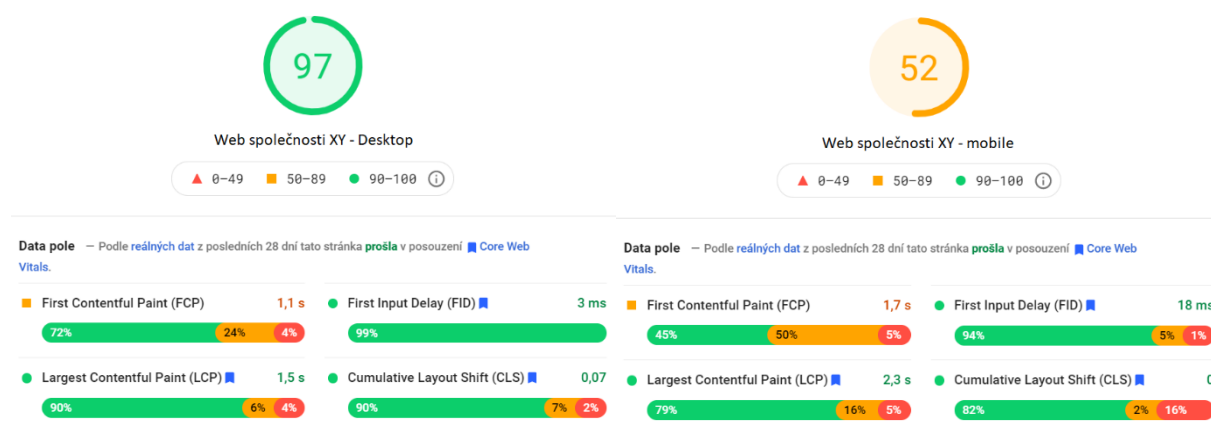 97
Web společnosti XY - Desktop
0–49 50–89 90–100
Data pole — Podle reálných dat z posledních 28 dní tato stránka prošla v posouzení Core Web
Vitals.
First Contentful Paint (FCP) 1,1 s
72% 24% 4%
First Input Delay (FID) 3 ms
99%
Largest Contentful Paint (LCP) 1,5 s
90% 6% 4%
Cumulative Layout Shift (CLS) 0,07
90% 7% 2%
52
Web společnosti XY - mobile
0–49 50–89 90–100
Data pole — Podle reálných dat z posledních 28 dní tato stránka prošla v posouzení Core Web
Vitals.
First Contentful Paint (FCP) 1,7 s
45% 50% 5%
First Input Delay (FID) 18 ms
94% 5% 1%
Largest Contentful Paint (LCP) 2,3 s
79% 16% 5%
Cumulative Layout Shift (CLS)
82% 2% 16%